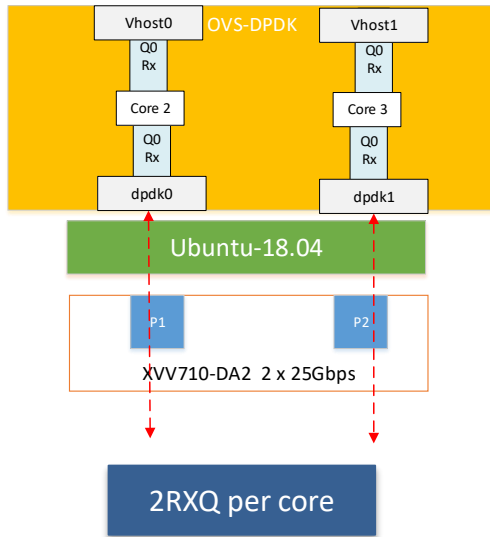 Vhost0
OVS-DPDK
Vhost1
Q0
Rx
Q0
Rx
Core 2
Core 3
Q0
Rx
Q0
Rx
dpdk0
dpdk1
Ubuntu-18.04
P1
P2
XVV710-DA2 2 x 25Gbps
2RXQ per core